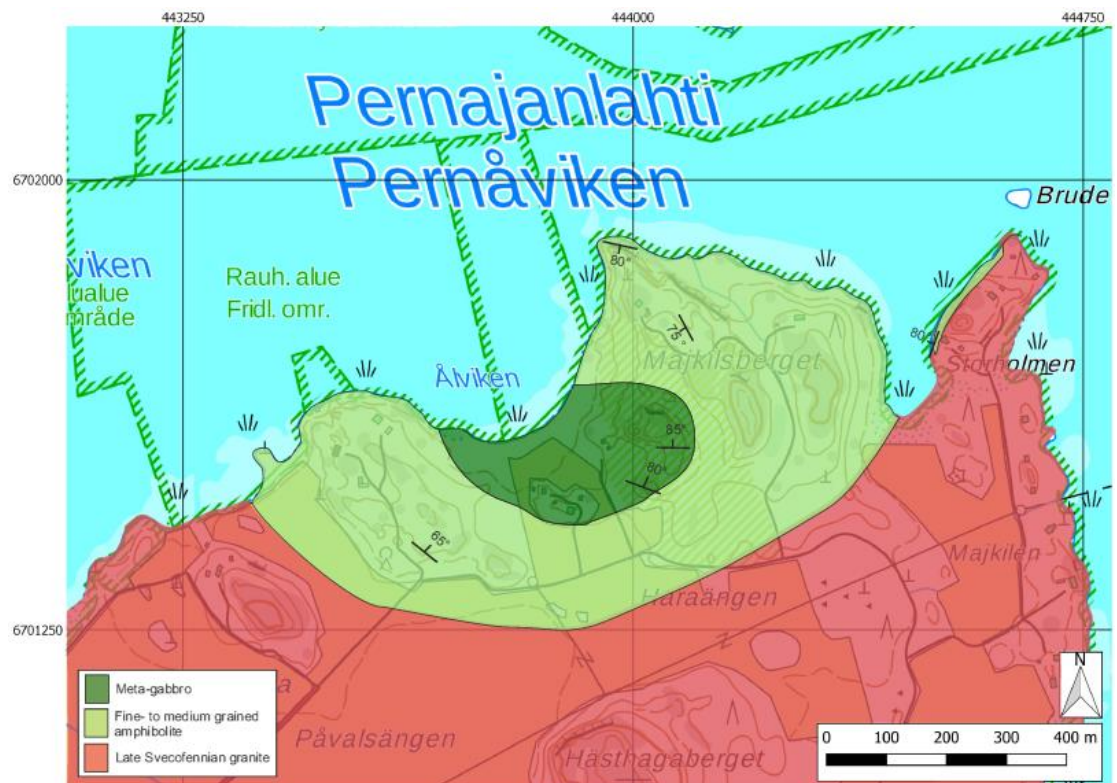 443250
444000
444750
Pernajanlahti
6702000
Pernåviken
Brude
viken
lualue
mråde
Rauh. alue
Fridl. omr.
80°
75°
80°
Majkilsberget
Storholmen
Ålviken
85°
80°
65°
Majkilen
Haraängen
6701250
N
Meta-gabbro
Fine- to medium grained
amphibolite
Late Svecofennian granite
a
Påvalsängen
Hästhagaberget
0 100 200 300 400 m